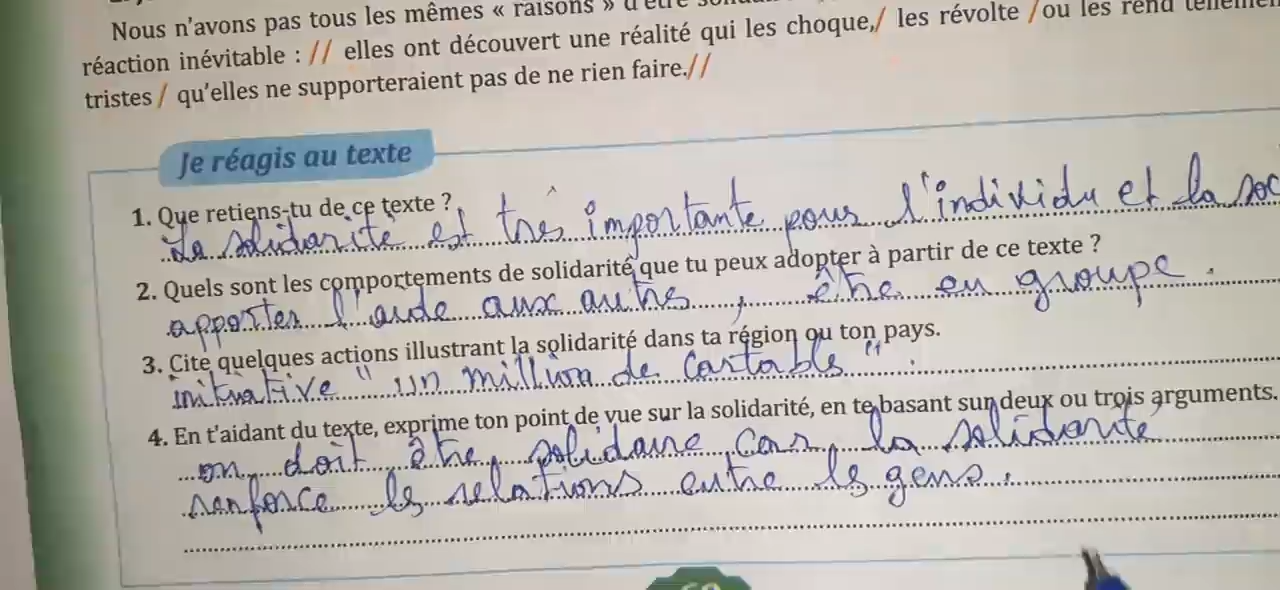 Nous n'avons pas tous les mêmes « raisons » d'être
réaction inévitable : // elles ont découvert une réalité qui les choque,/ les révolte /ou les rend
tristes / qu'elles ne supporteraient pas de ne rien faire.//
Je réagis au texte
1. Que retiens-tu de ce texte ?
La solidarité est très importante pour l'individu et la soc
2. Quels sont les comportements de solidarité que tu peux adopter à partir de ce texte ?
apporter l'aide aux autres , être en groupe .
3. Cite quelques actions illustrant la solidarité dans ta région ou ton pays.
initiative " un million de cartables " .
4. En t'aidant du texte, exprime ton point de vue sur la solidarité, en te basant sur deux ou trois arguments.
on doit être solidaire car la solidarité
renforce les relations entre les gens .